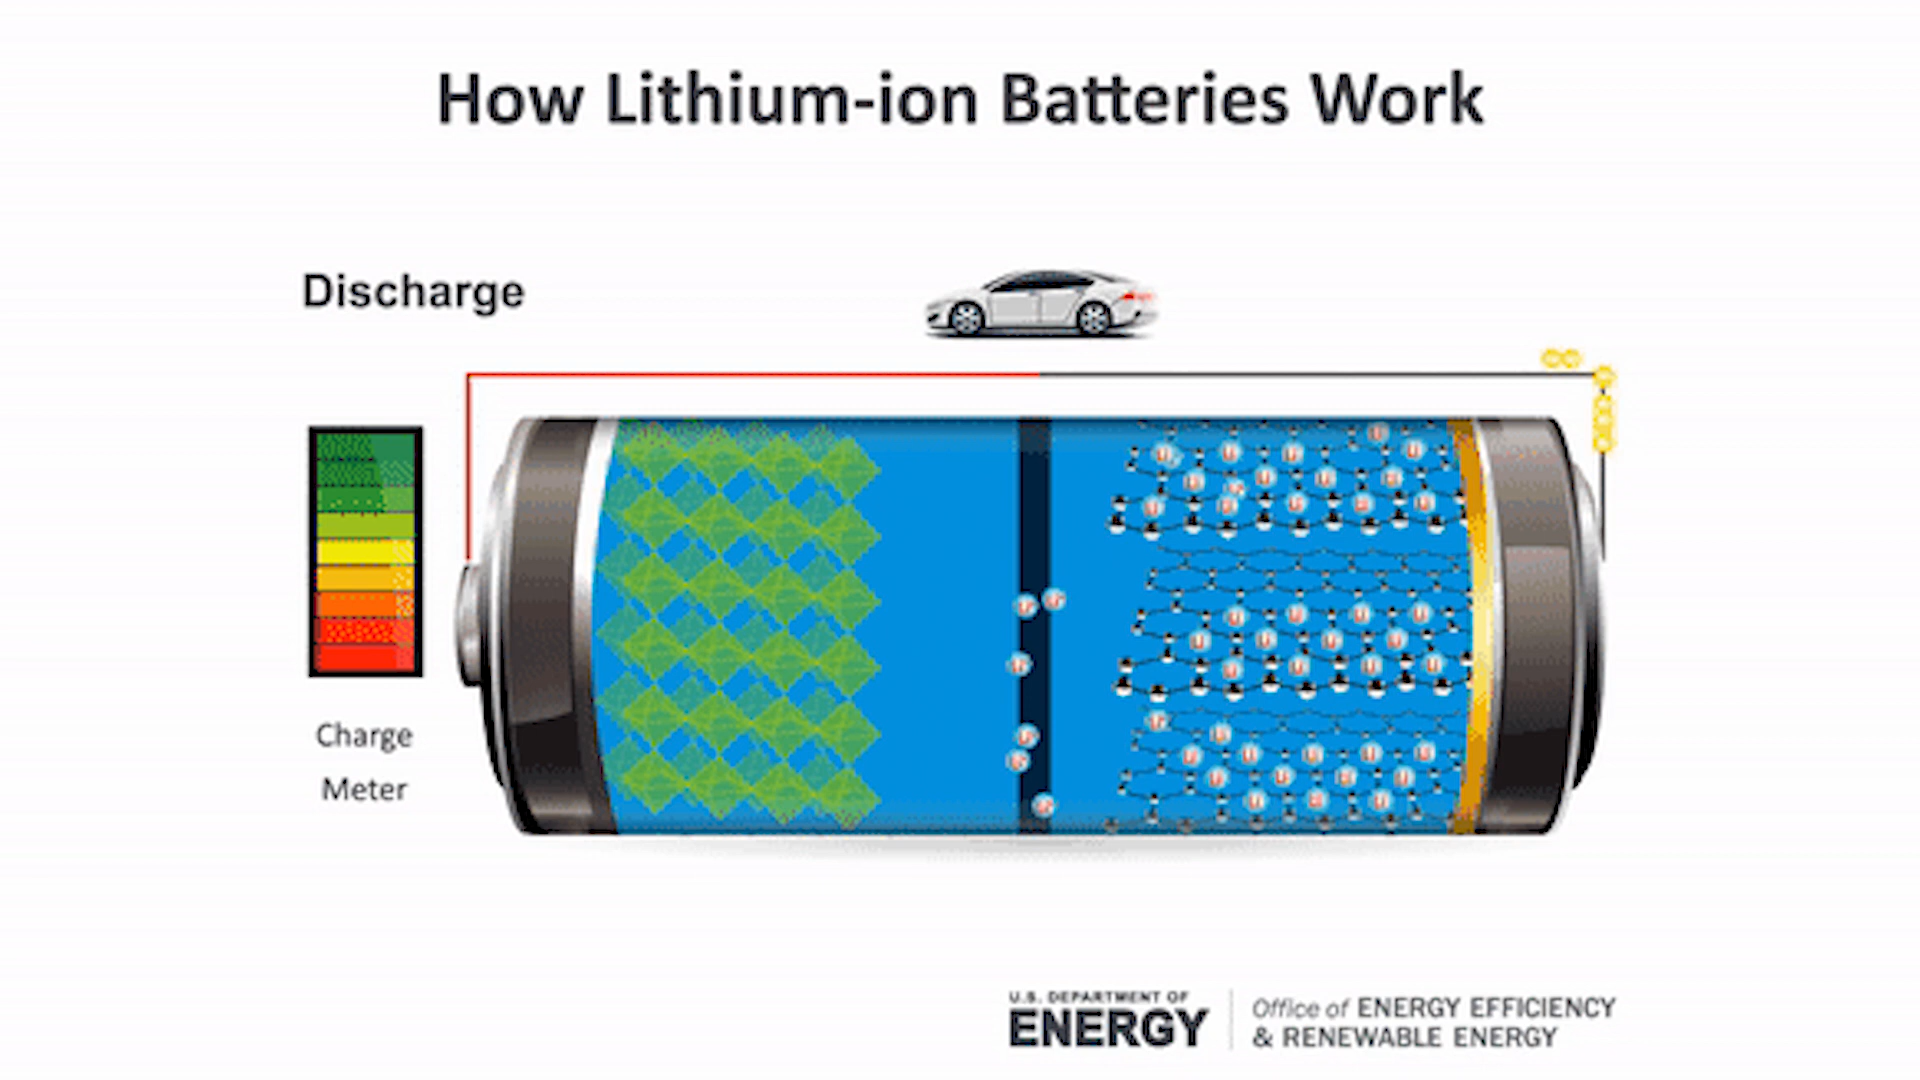 How Lithium-ion Batteries Work
Discharge
Charge
Meter
U.S. DEPARTMENT OF
ENERGY
Office of ENERGY EFFICIENCY
& RENEWABLE ENERGY